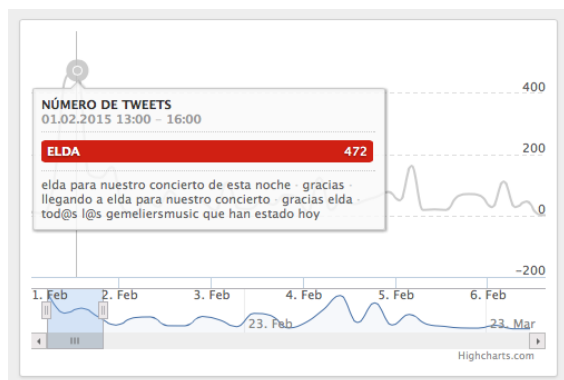 400
NÚMERO DE TWEETS
01.02.2015 13:00 – 16:00
ELDA 472
200
elda para nuestro concierto de esta noche · gracias ·
llegando a elda para nuestro concierto · gracias elda ·
tod@s l@s gemeliersmusic que han estado hoy
0
-200
1. Feb 2. Feb 3. Feb 4. Feb 5. Feb 6. Feb
23. Feb 23. Mar
Highcharts.com